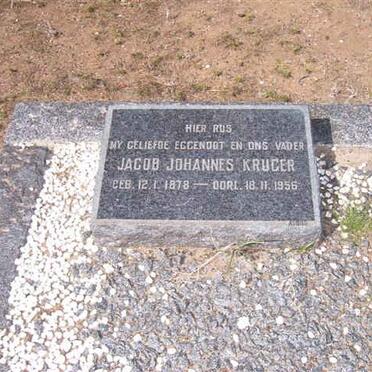 HIER RUS
MY GELIEFDE EGGENOOT EN ONS VADER
JACOB JOHANNES KRUGER
GEB. 12.1.1878 — OORL. 18.11.1956